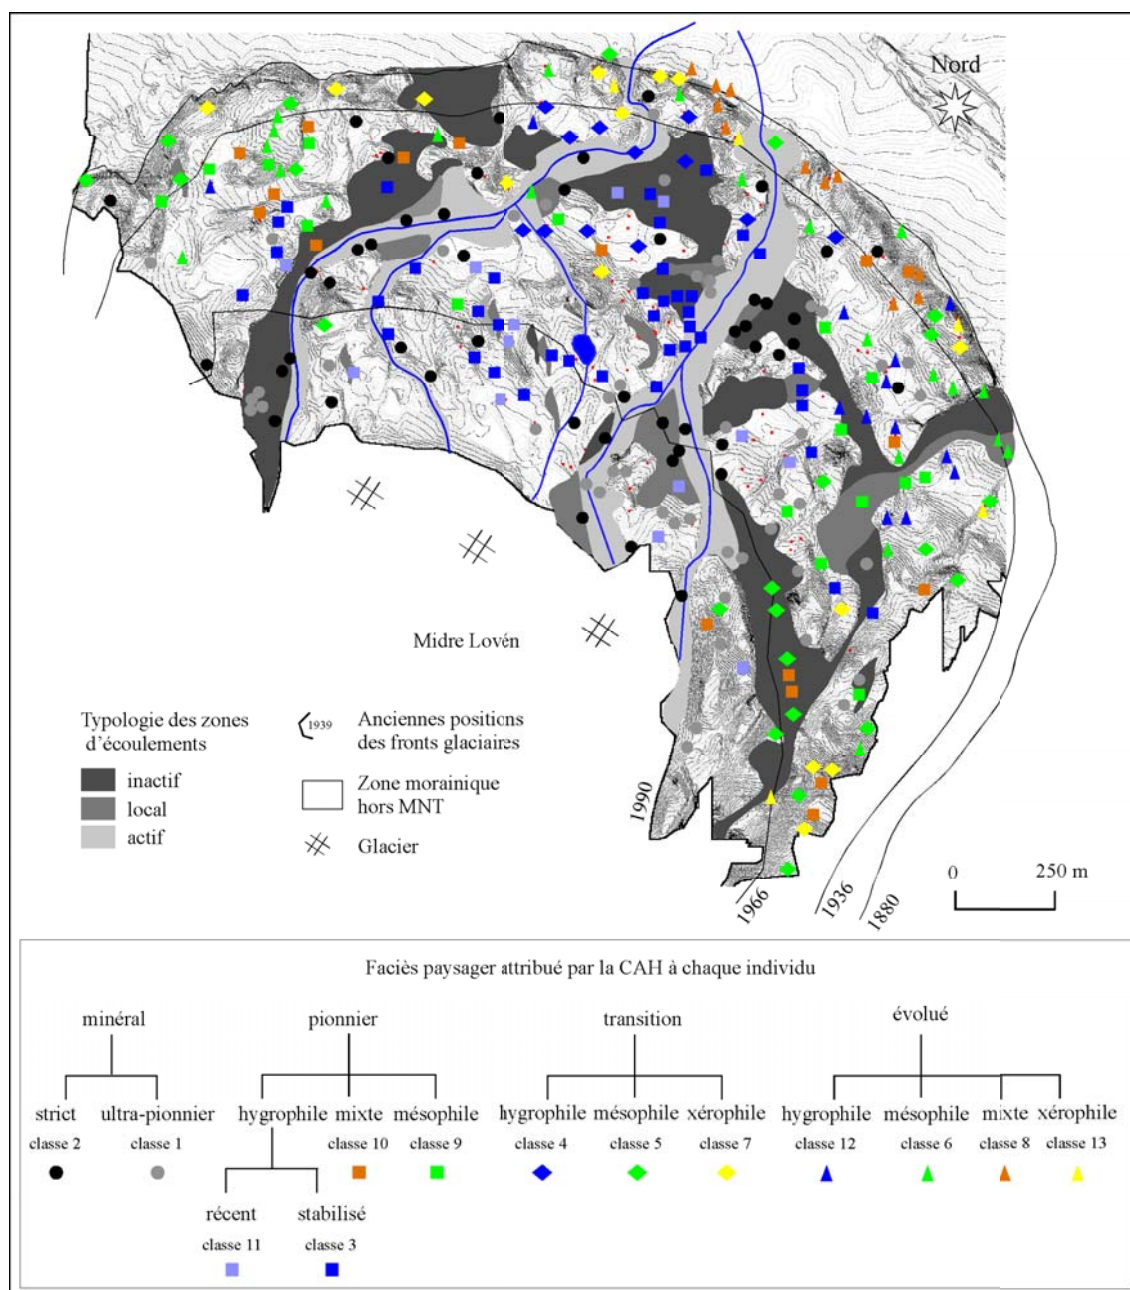 Nord
Midre Lovén
Typologie des zones
d'écoulements
inactif
local
actif
1939
Anciennes positions
des fronts glaciaires
Zone morainique
hors MNT
Glacier
1990
1966
1936
1880
0 250 m
Faciès paysager attribué par la CAH à chaque individu
minéral pionnier transition évolué
strict ultra-pionnier hygrophile mixte mésophile hygrophile mésophile xérophile hygrophile mésophile mixte xérophile
classe 2 classe 1 classe 10 classe 9 classe 4 classe 5 classe 7 classe 12 classe 6 classe 8 classe 13
récent stabilisé
classe 11 classe 3